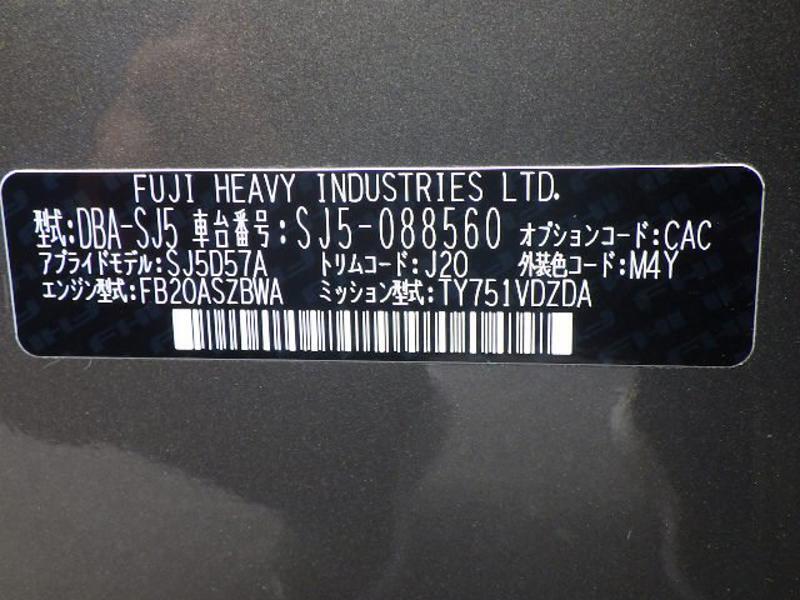 FUJI HEAVY INDUSTRIES LTD.
型式:DBA-SJ5 車台番号:SJ5-088560 オプションコード:CAC
アプライドモデル:SJ5D57A トリムコード:J20 外装色コード:M4Y
エンジン型式:FB20ASZBWA ミッション型式:TY751VDZDA